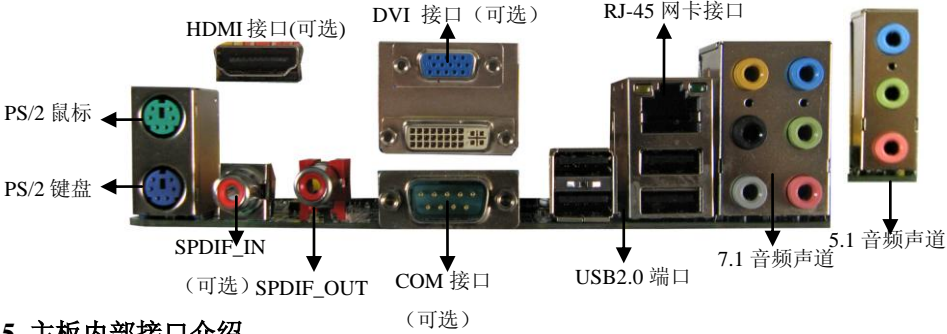 HDMI 接口(可选)
DVI 接口（可选）
RJ-45 网卡接口
PS/2 鼠标
PS/2 键盘
SPDIF_IN
（可选）
SPDIF_OUT
COM 接口
（可选）
USB2.0 端口
7.1 音频声道
5.1 音频声道
5. 主板内部接口介绍